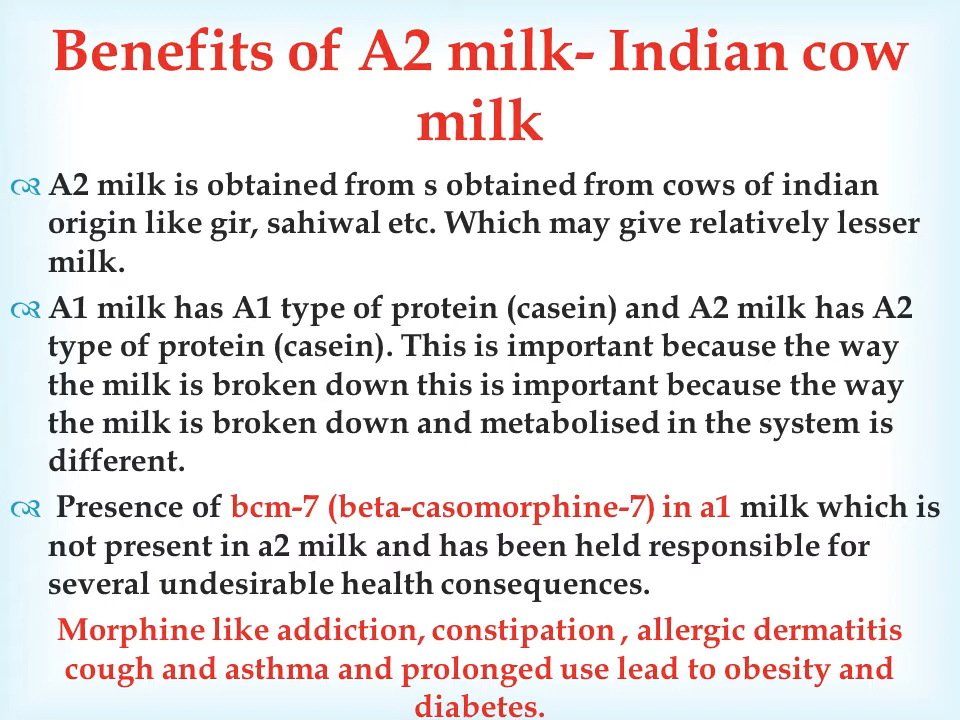 Benefits of A2 milk- Indian cow
milk
A2 milk is obtained from s obtained from cows of indian
origin like gir, sahiwal etc. Which may give relatively lesser
milk.
A1 milk has A1 type of protein (casein) and A2 milk has A2
type of protein (casein). This is important because the way
the milk is broken down this is important because the way
the milk is broken down and metabolised in the system is
different.
Presence of bcm-7 (beta-casomorphine-7) in a1 milk which is
not present in a2 milk and has been held responsible for
several undesirable health consequences.
Morphine like addiction, constipation , allergic dermatitis
cough and asthma and prolonged use lead to obesity and
diabetes.